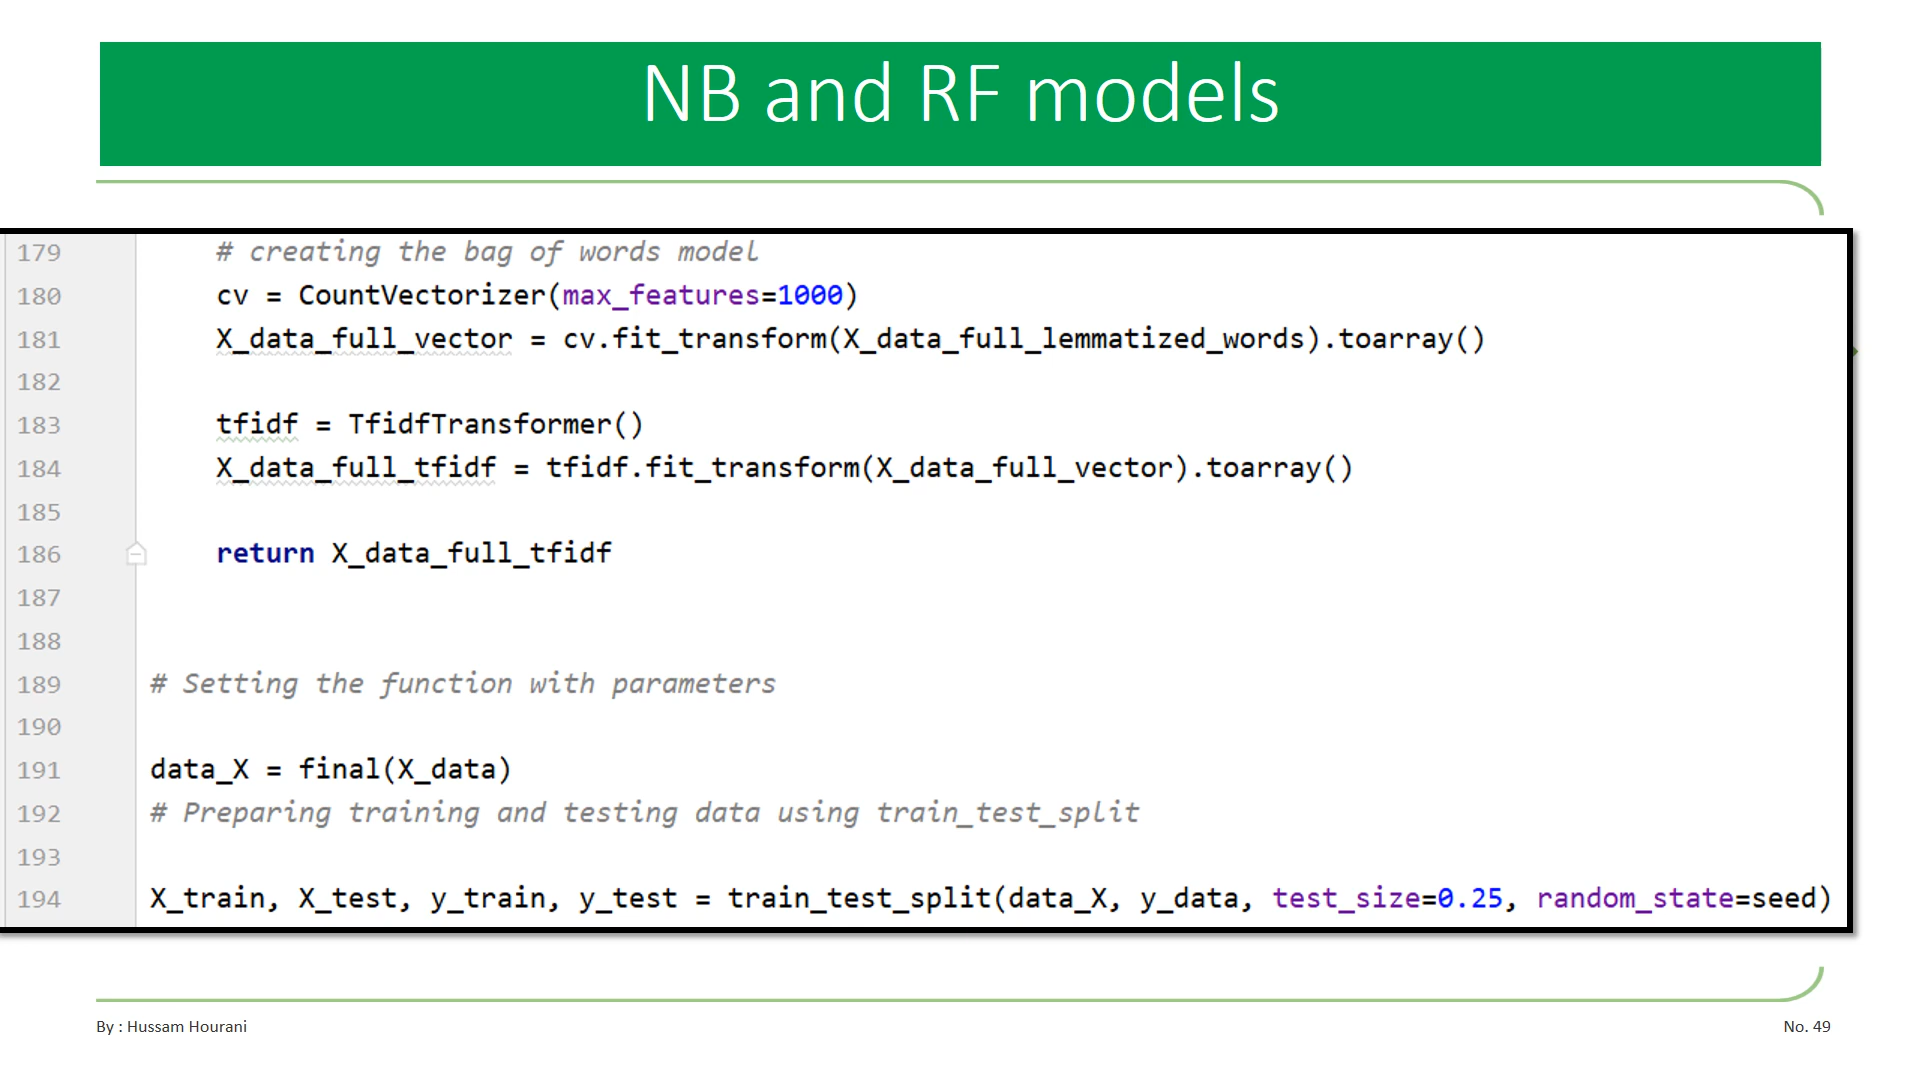 NB and RF models
179 # creating the bag of words model
180 cv = CountVectorizer(max_features=1000)
181 X_data_full_vector = cv.fit_transform(X_data_full_lemmatized_words).toarray()
182
183 tfidf = TfidfTransformer()
184 X_data_full_tfidf = tfidf.fit_transform(X_data_full_vector).toarray()
185
186 return X_data_full_tfidf
187
188
189 # Setting the function with parameters
190
191 data_X = final(X_data)
192 # Preparing training and testing data using train_test_split
193
194 X_train, X_test, y_train, y_test = train_test_split(data_X, y_data, test_size=0.25, random_state=seed)
By : Hussam Hourani
No. 49